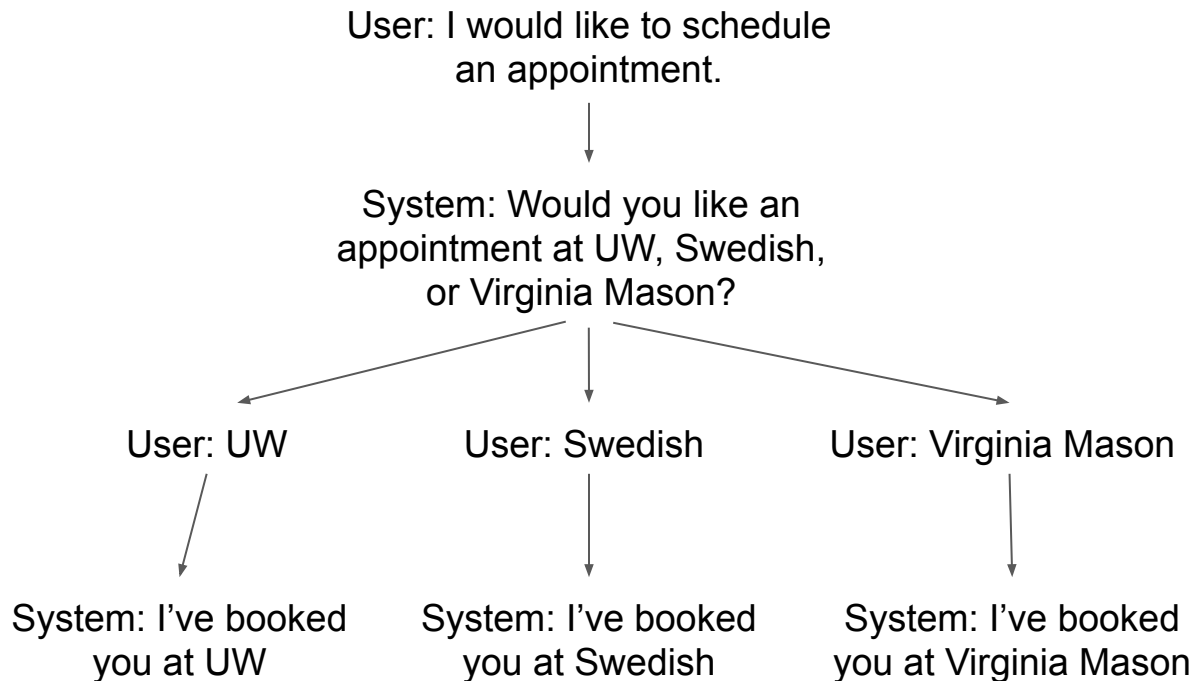 User: I would like to schedule
an appointment.
System: Would you like an
appointment at UW, Swedish,
or Virginia Mason?
User: UW
User: Swedish
User: Virginia Mason
System: I’ve booked
you at UW
System: I’ve booked
you at Swedish
System: I’ve booked
you at Virginia Mason